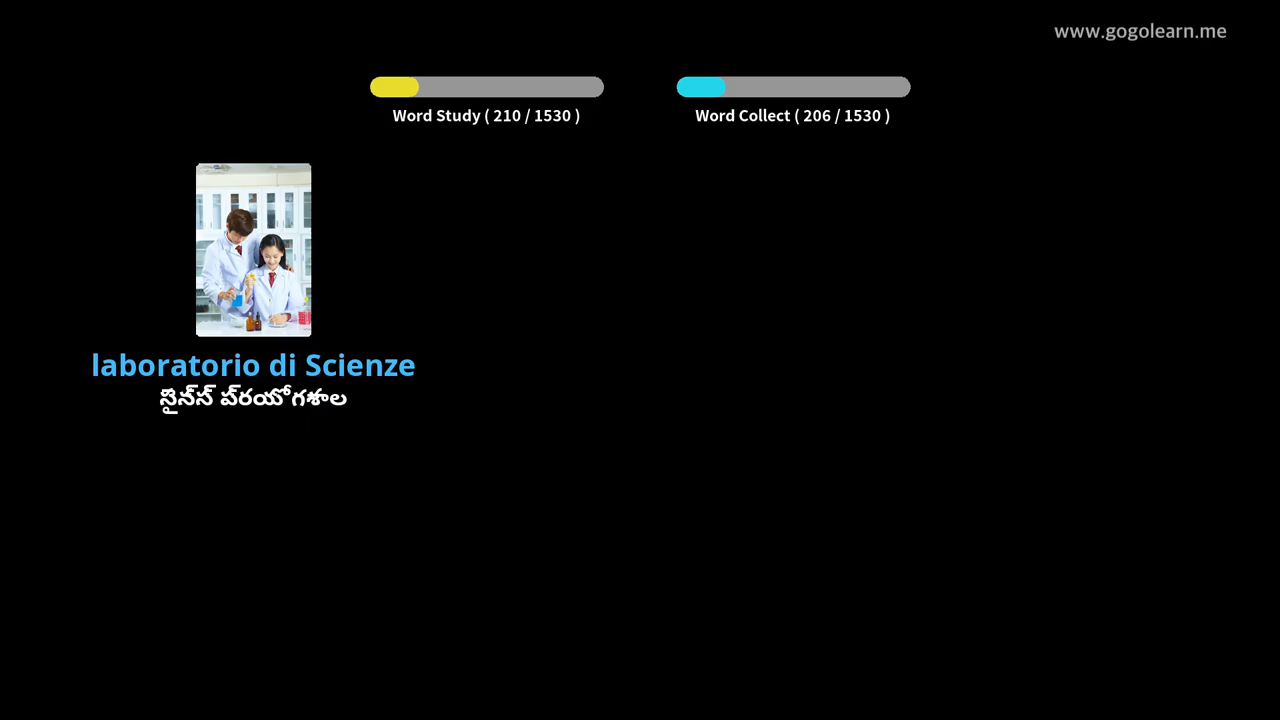 www.gogolearn.me
Word Study ( 210 / 1530 )
Word Collect ( 206 / 1530 )
laboratorio di Scienze
సైన్స్ ప్రయోగశాల